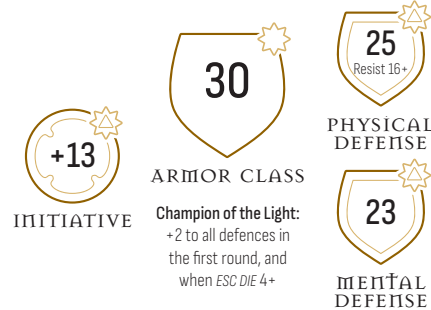 30
ARMOR CLASS
+13
INITIATIVE
Champion of the Light:
+2 to all defences in
the first round, and
when ESC DIE 4+
25
Resist 16+
PHYSICAL
DEFENSE
23
MENTAL
DEFENSE